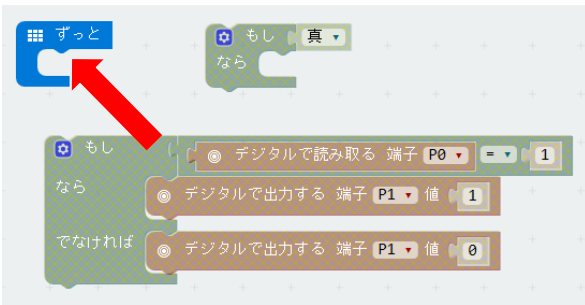 ずっと
もし 真
なら
もし デジタルで読み取る 端子 P0 = 1
なら デジタルで出力する 端子 P1 値 1
でなければ デジタルで出力する 端子 P1 値 0